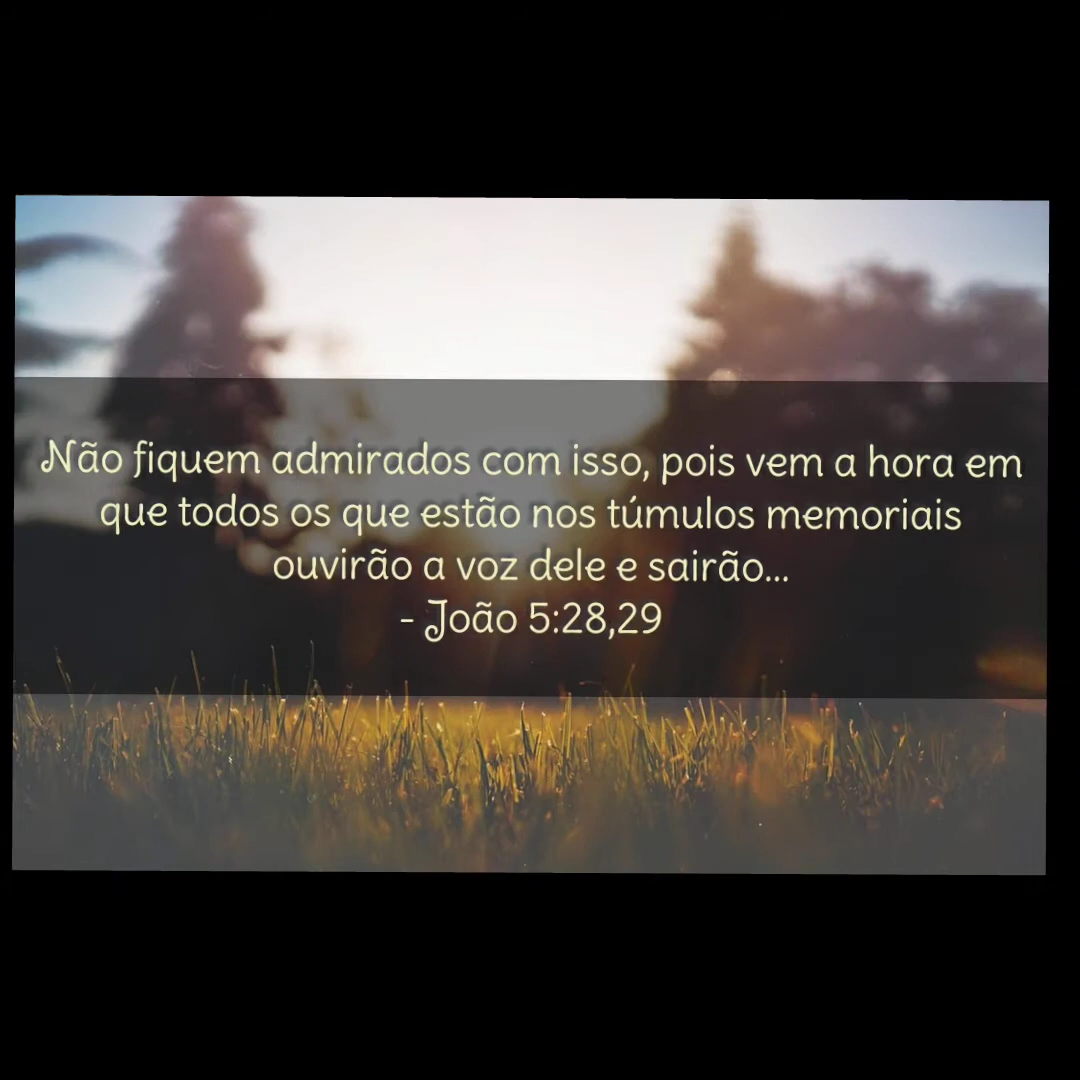 Não fiquem admirados com isso, pois vem a hora em
que todos os que estão nos túmulos memoriais
ouvirão a voz dele e sairão...
- João 5:28,29